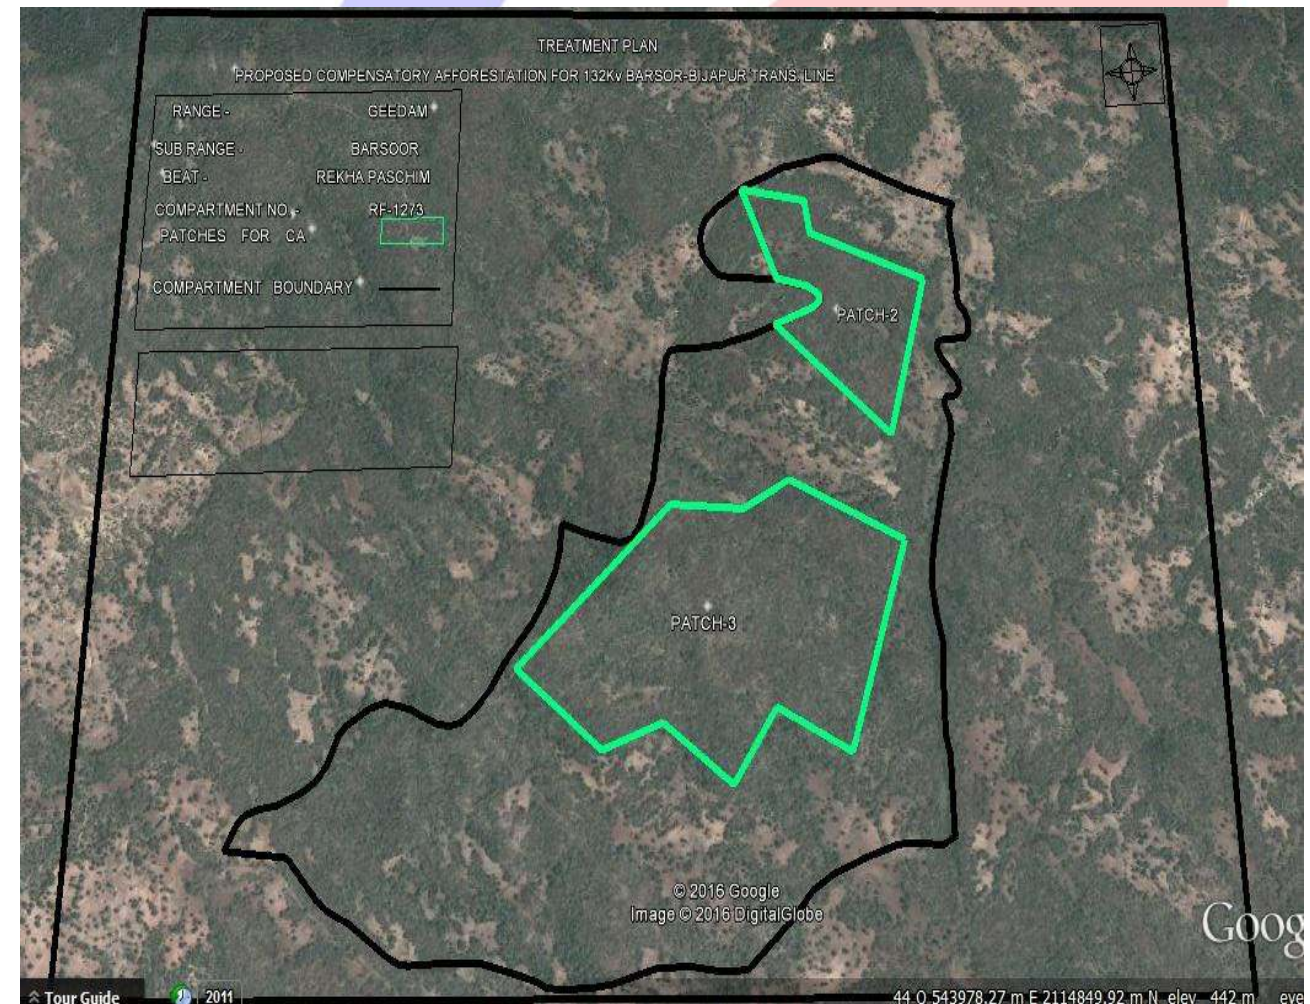 TREATMENT PLAN
PROPOSED COMPENSATORY AFFORESTATION FOR 132Kv BARSOR-BIJAPUR TRANS. LINE
RANGE - GEEDAM
SUB RANGE - BARSOOR
BEAT - REKHA PASCHIM
COMPARTMENT NO. - RF-1273
PATCHES FOR CA
COMPARTMENT BOUNDARY
PATCH-2
PATCH-3
© 2016 Google
Image © 2016 DigitalGlobe
Goog
Tour Guide 2011 44 Q 543978.27 m E 2114849.92 m N elev 442 m eye